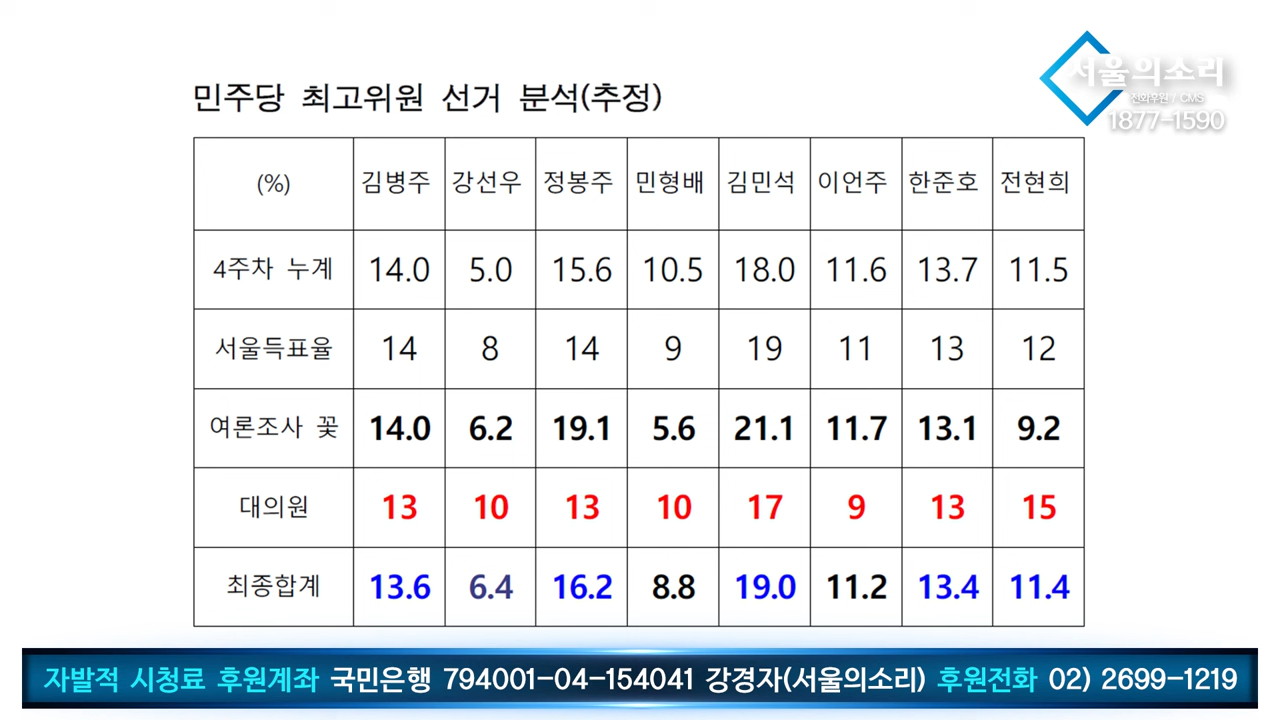 서울의소리
전화후원 / CMS
1877-1590
민주당 최고위원 선거 분석(추정)
(%) 김병주 강선우 정봉주 민형배 김민석 이언주 한준호 전현희
4주차 누계 14.0 5.0 15.6 10.5 18.0 11.6 13.7 11.5
서울득표율 14 8 14 9 19 11 13 12
여론조사 꽃 14.0 6.2 19.1 5.6 21.1 11.7 13.1 9.2
대의원 13 10 13 10 17 9 13 15
최종합계 13.6 6.4 16.2 8.8 19.0 11.2 13.4 11.4
자발적 시청료 후원계좌 국민은행 794001-04-154041 강경자(서울의소리) 후원전화 02) 2699-1219